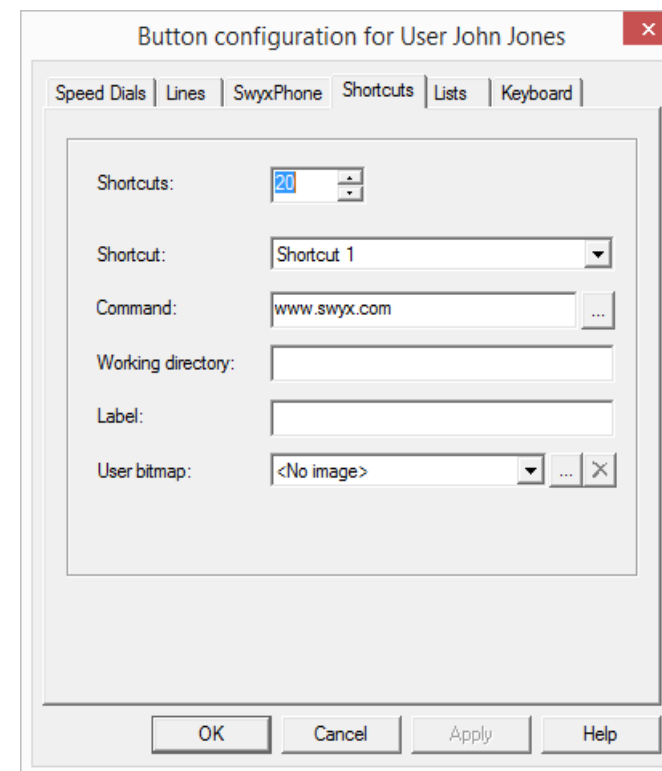 Button configuration for User John Jones
Speed Dials Lines SwyxPhone Shortcuts Lists Keyboard
Shortcuts: 20
Shortcut: Shortcut 1
Command: www.swyx.com ...
Working directory:
Label:
User bitmap: <No image> ...
OK Cancel Apply Help